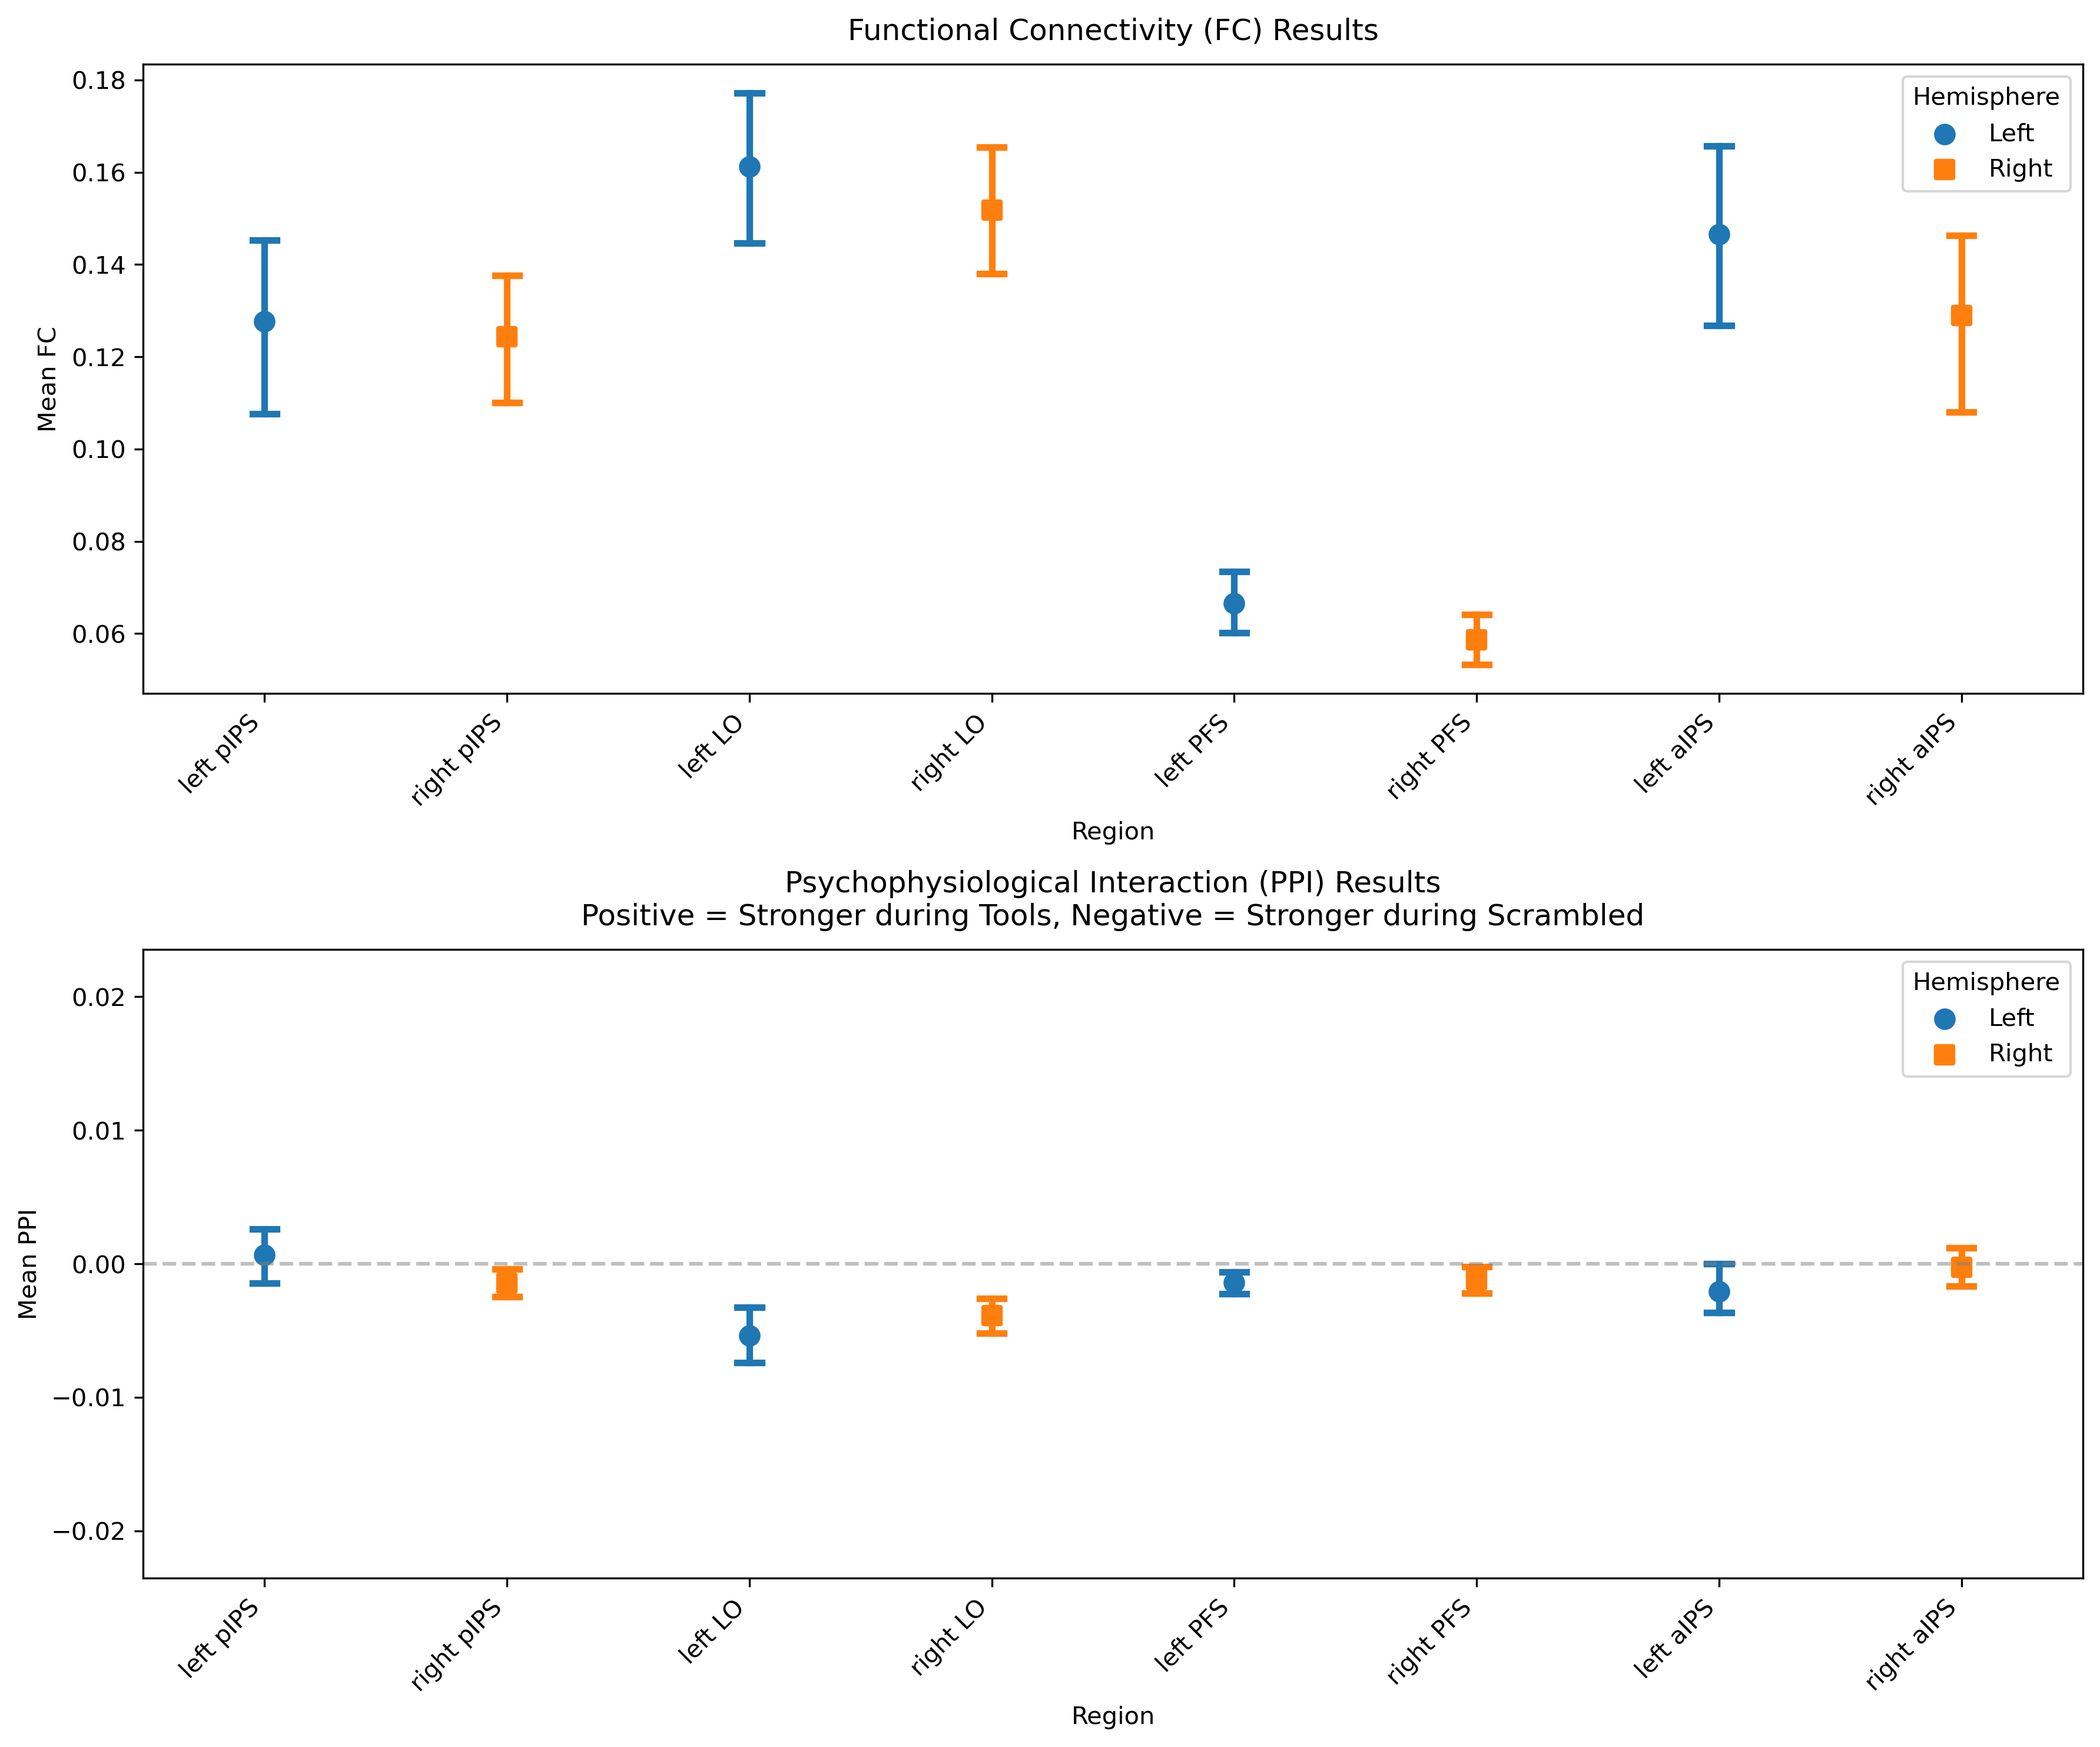 Functional Connectivity (FC) Results
Mean FC
0.18
0.16
0.14
0.12
0.10
0.08
0.06
Hemisphere
Left
Right
left pIPS
right pIPS
left LO
right LO
left PFS
right PFS
left aIPS
right aIPS
Region
Psychophysiological Interaction (PPI) Results
Positive = Stronger during Tools, Negative = Stronger during Scrambled
Mean PPI
0.02
0.01
0.00
−0.01
−0.02
Hemisphere
Left
Right
left pIPS
right pIPS
left LO
right LO
left PFS
right PFS
left aIPS
right aIPS
Region